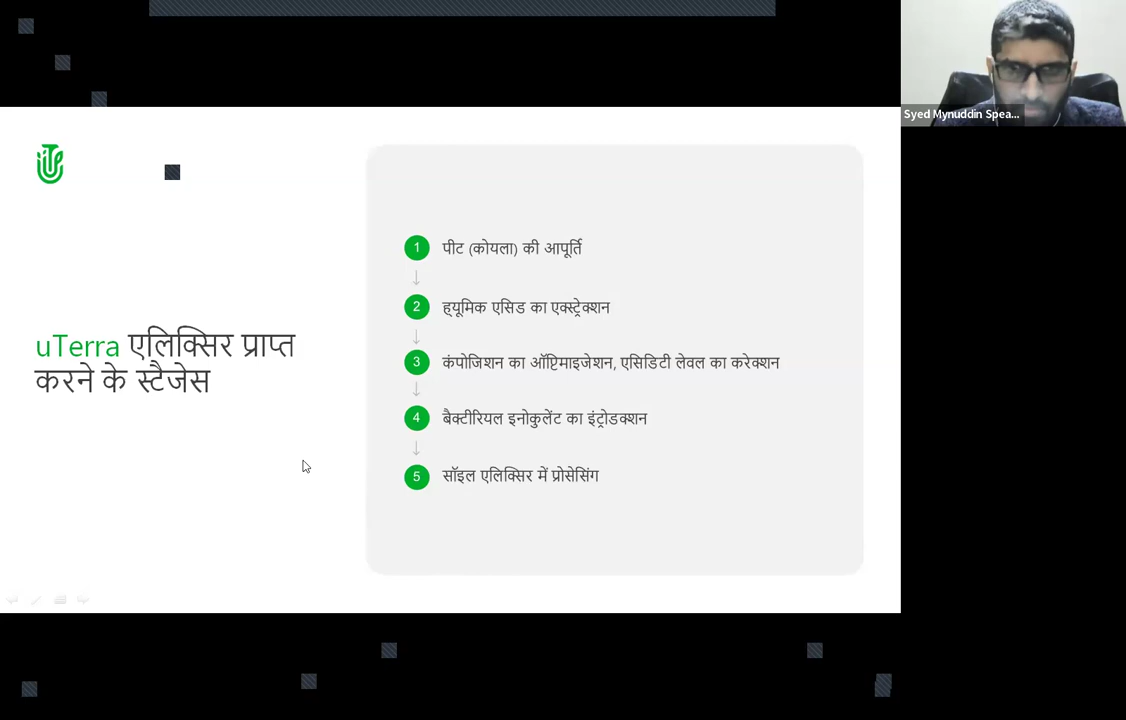 Syed Mynuddin Spea...
uTerra एलिक्सिर प्राप्त
करने के स्टैजेस
1 पीट (कोयला) की आपूर्ति
2 ह्यूमिक एसिड का एक्स्ट्रेक्शन
3 कंपोजिशन का ऑप्टिमाइजेशन, एसिडिटी लेवल का करेक्शन
4 बैक्टीरियल इनोकुलेंट का इंट्रोडक्शन
5 सॉइल एलिक्सिर में प्रोसेसिंग